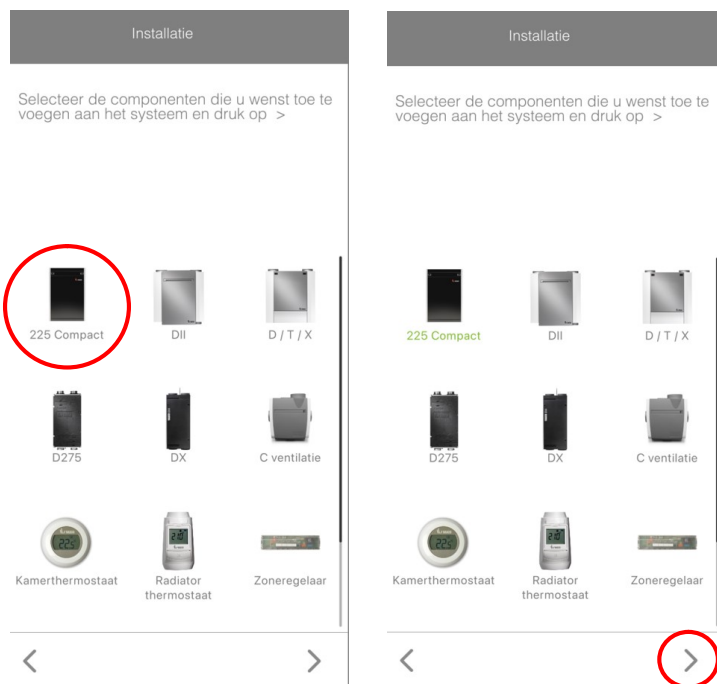 Installatie
Selecteer de componenten die u wenst toe te
voegen aan het systeem en druk op >
225 Compact
DII
D / T / X
D275
DX
C ventilatie
Kamerthermostaat
Radiator
thermostaat
Zoneregelaar
<
>
Installatie
Selecteer de componenten die u wenst toe te
voegen aan het systeem en druk op >
225 Compact
DII
D / T / X
D275
DX
C ventilatie
Kamerthermostaat
Radiator
thermostaat
Zoneregelaar
<
>